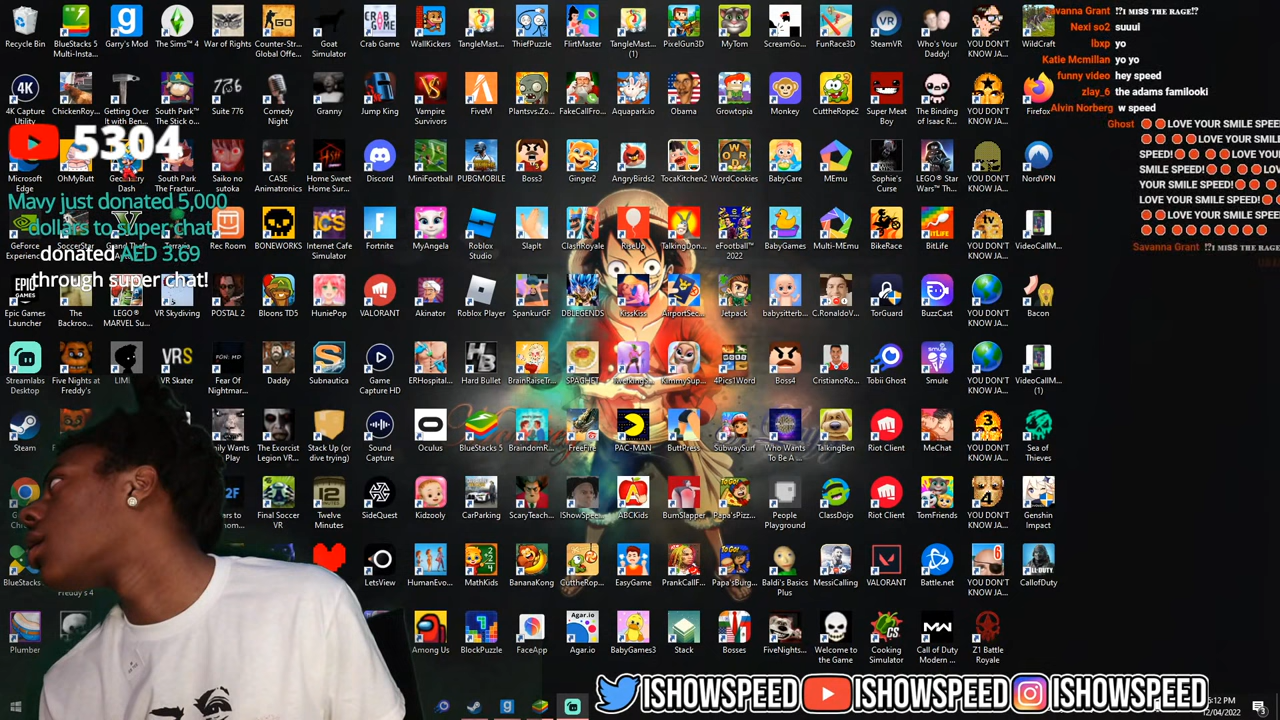 Recycle Bin
BlueStacks 5
Multi-Insta...
Garry's Mod
The Sims™ 4
War of Rights
Counter-Str...
Global Offe...
Goat
Simulator
Crab Game
WallKickers
TangleMast...
ThiefPuzzle
FlirtMaster
TangleMast...
(1)
PixelGun3D
MyTom
ScreamGo...
FunRace3D
SteamVR
Who's Your
Daddy!
YOU DON'T
KNOW JA...
WildCraft
4K Capture
Utility
ChickenRoy...
Getting Over
It with Ben...
South Park™
The Stick o...
Suite 776
Comedy
Night
Granny
Jump King
Vampire
Survivors
FiveM
Plantsvs.Zo...
FakeCallFro...
Aquapark.io
Obama
Growtopia
Monkey
CuttheRope2
Super Meat
Boy
The Binding
of Isaac R...
YOU DON'T
KNOW JA...
Firefox
Microsoft
Edge
OhMyButt
Geometry
Dash
South Park
The Fractur...
Saiko no
sutoka
CASE
Animatronics
Home Sweet
Home Sur...
Discord
MiniFootball
PUBGMOBILE
Boss3
Ginger2
AngryBirds2
TocaKitchen2
WordCookies
BabyCare
MEmu
Sophie's
Curse
LEGO® Star
Wars™ Th...
YOU DON'T
KNOW JA...
NordVPN
GeForce
Experience
SoccerStar
Rec Room
BONEWORKS
Internet Cafe
Simulator
Fortnite
MyAngela
Roblox
Studio
SlapIt
ClashRoyale
RiseUp
TalkingDon...
eFootball™
2022
BabyGames
Multi-MEmu
BikeRace
BitLife
YOU DON'T
KNOW JA...
VideoCallM...
Epic Games
Launcher
The
Backroo...
LEGO®
MARVEL Su...
VR Skydiving
POSTAL 2
Bloons TD5
HuniePop
VALORANT
Akinator
Roblox Player
SpankurGF
DBLEGENDS
KissKiss
AirportSec...
Jetpack
babysitterb...
C.RonaldoV...
TorGuard
BuzzCast
YOU DON'T
KNOW JA...
Bacon
Streamlabs
Desktop
Five Nights at
Freddy's
VR Skater
Fear Of
Nightmar...
Daddy
Subnautica
Game
Capture HD
ERHospital...
Hard Bullet
BrainRaiseTr...
SPAGHET
TwerkingS...
KimmySup...
4Pics1Word
Boss4
CristianoRo...
Tobii Ghost
Smule
YOU DON'T
KNOW JA...
VideoCallM...
(1)
Steam
The Exorcist
Legion VR...
Stack Up (or
dive trying)
Sound
Capture
Oculus
BlueStacks 5
BraindomR...
FreeFire
PAC-MAN
ButtPress
SubwaySurf
Who Wants
To Be A ...
TalkingBen
Riot Client
MeChat
YOU DON'T
KNOW JA...
Sea of
Thieves
Final Soccer
VR
Twelve
Minutes
SideQuest
Kidzooly
CarParking
ScaryTeach...
IShowSpee...
ABCKids
BumSlapper
Papa'sPizz...
People
Playground
ClassDojo
Riot Client
TomFriends
YOU DON'T
KNOW JA...
Genshin
Impact
LetsView
HumanEvo...
MathKids
BananaKong
CuttheRop...
EasyGame
PrankCallF...
Papa'sBurg...
Baldi's Basics
Plus
MessiCalling
VALORANT
Battle.net
YOU DON'T
KNOW JA...
CallofDuty
Plumber
Among Us
BlockPuzzle
FaceApp
Agar.io
BabyGames3
Stack
Bosses
FiveNights...
Welcome to
the Game
Cooking
Simulator
Call of Duty
Modern ...
Z1 Battle
Royale
5304
Mavy just donated 5,000
dollars to super chat
donated AED 3.69
through super chat!
Savanna Grant ⁉I MISS THE RAGE⁉
Nexi so2 suuui
lbxp yo
Katie Mcmillan yo yo
funny video hey speed
zlay_6 the adams familooki
Alvin Norberg w speed
Ghost LOVE YOUR SMILE SPEED!
LOVE YOUR SMILE
SPEED! LOVE YOUR
YOUR SMILE SPEED!
LOVE YOUR SMILE SPEED!
Savanna Grant ⁉I MISS THE RAGE
ISHOWSPEED ISHOWSPEED ISHOWSPEED
12/04/2022